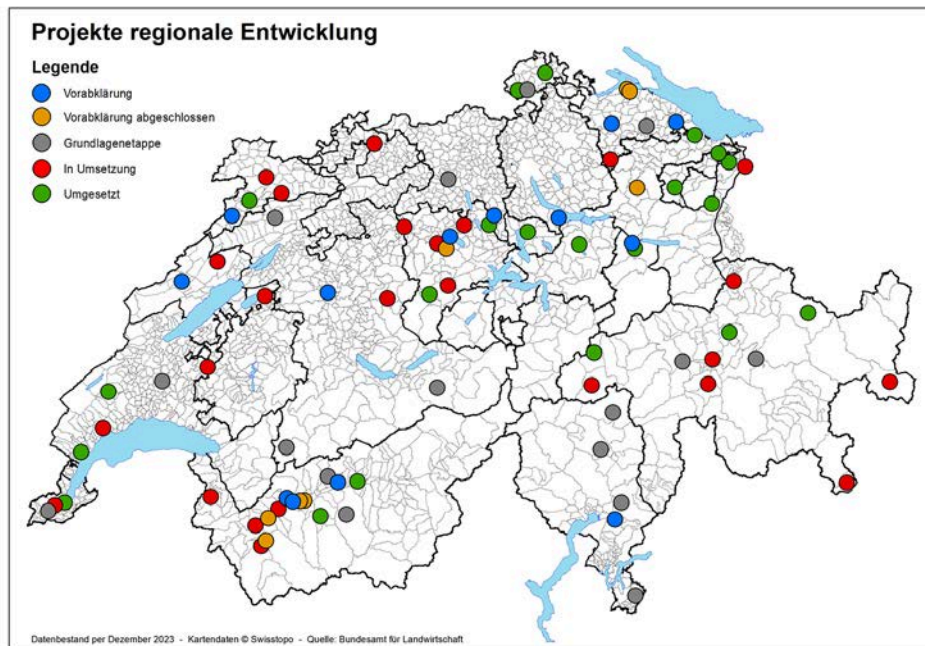 Projekte regionale Entwicklung
Legende
Vorabklärung
Vorabklärung abgeschlossen
Grundlagenetappe
In Umsetzung
Umgesetzt
Datenbestand per Dezember 2023 - Kartendaten © Swisstopo - Quelle: Bundesamt für Landwirtschaft